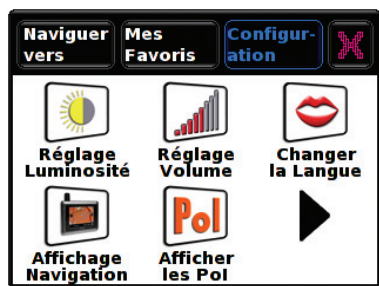 Naviguer
vers
Mes
Favoris
Configur-
ation
Réglage
Luminosité
Réglage
Volume
Changer
la Langue
PoI
Affichage
Navigation
Afficher
les PoI